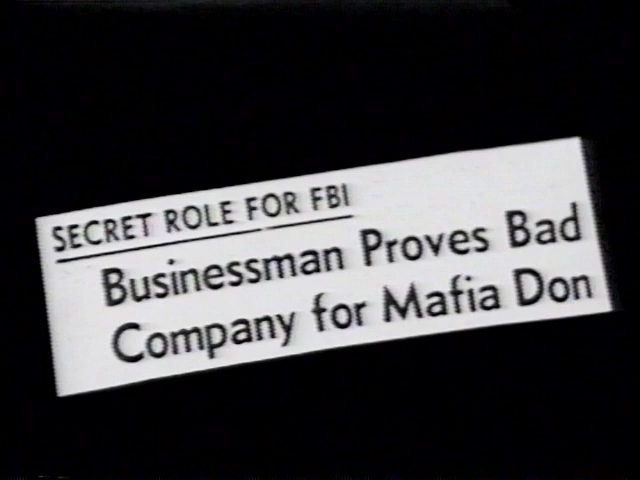 SECRET ROLE FOR FBI
Businessman Proves Bad
Company for Mafia Don